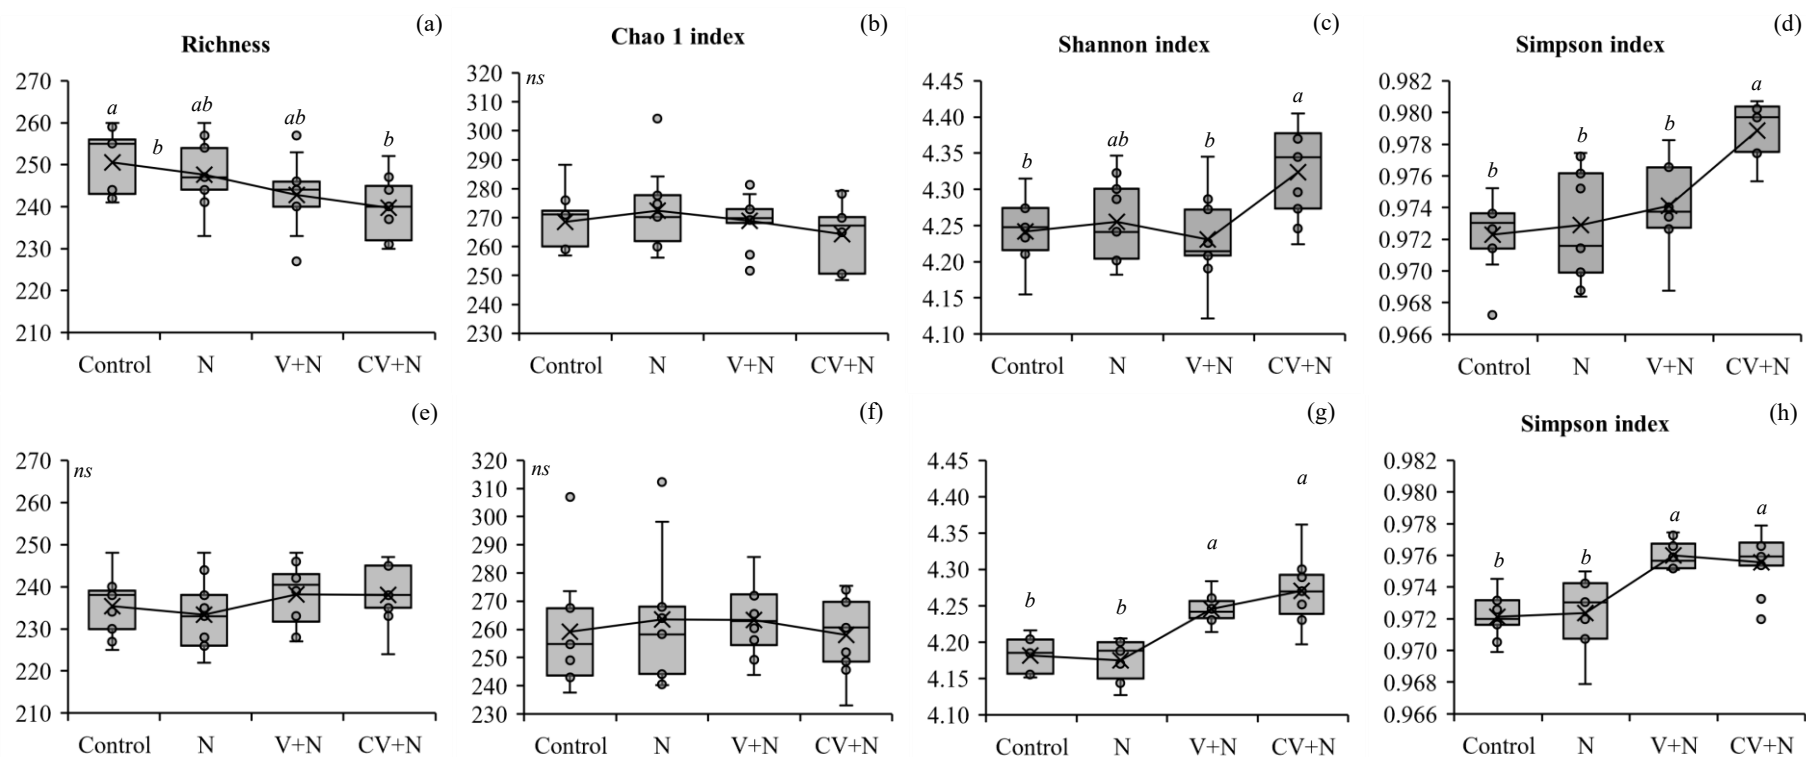 (a)
Richness
270
260
250
240
230
220
210
a
b
ab
ab
b
Control N V+N CV+N
(b)
Chao 1 index
320
310
300
290
280
270
260
250
240
230
ns
Control N V+N CV+N
(c)
Shannon index
4.45
4.40
4.35
4.30
4.25
4.20
4.15
4.10
b
ab
b
a
Control N V+N CV+N
(d)
Simpson index
0.982
0.980
0.978
0.976
0.974
0.972
0.970
0.968
0.966
b
b
b
a
Control N V+N CV+N
(e)
270
260
250
240
230
220
210
ns
Control N V+N CV+N
(f)
320
310
300
290
280
270
260
250
240
230
ns
Control N V+N CV+N
(g)
4.45
4.40
4.35
4.30
4.25
4.20
4.15
4.10
b
b
a
a
Control N V+N CV+N
(h)
Simpson index
0.982
0.980
0.978
0.976
0.974
0.972
0.970
0.968
0.966
b
b
a
a
Control N V+N CV+N